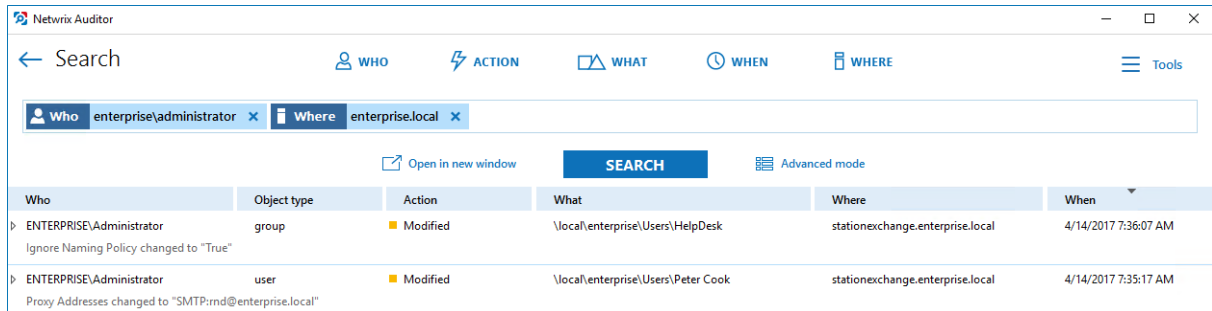 Netwrix Auditor
Search
WHO
ACTION
WHAT
WHEN
WHERE
Tools
Who enterprise\administrator
Where enterprise.local
Open in new window
SEARCH
Advanced mode
Who Object type Action What Where When
ENTERPRISE\Administrator group Modified \local\enterprise\Users\HelpDesk stationexchange.enterprise.local 4/14/2017 7:36:07 AM
Ignore Naming Policy changed to "True"
ENTERPRISE\Administrator user Modified \local\enterprise\Users\Peter Cook stationexchange.enterprise.local 4/14/2017 7:35:17 AM
Proxy Addresses changed to "SMTP:rnd@enterprise.local"